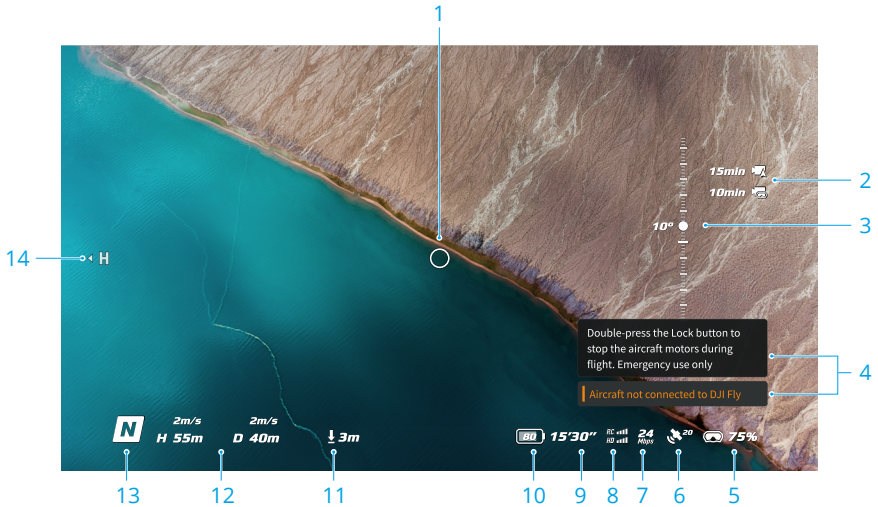 1
15min
10min
2
10°
3
14
H
Double-press the Lock button to
stop the aircraft motors during
flight. Emergency use only
Aircraft not connected to DJI Fly
4
N
2m/s
H 55m
2m/s
D 40m
3m
80
15'30"
RC
HD
24
Mbps
20
75%
13
12
11
10
9
8
7
6
5